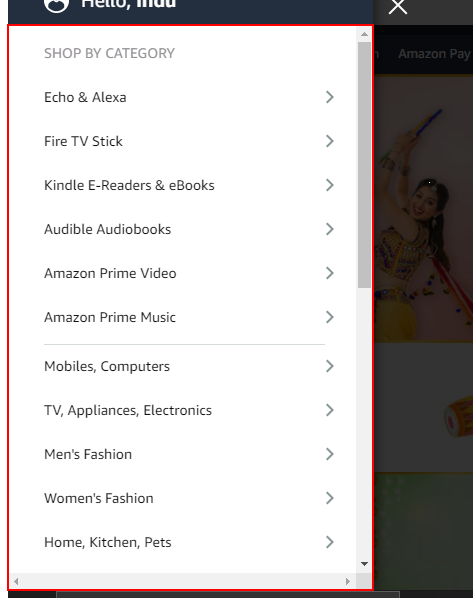 Hello, Indu
Amazon Pay
SHOP BY CATEGORY
Echo & Alexa
Fire TV Stick
Kindle E-Readers & eBooks
Audible Audiobooks
Amazon Prime Video
Amazon Prime Music
Mobiles, Computers
TV, Appliances, Electronics
Men's Fashion
Women's Fashion
Home, Kitchen, Pets